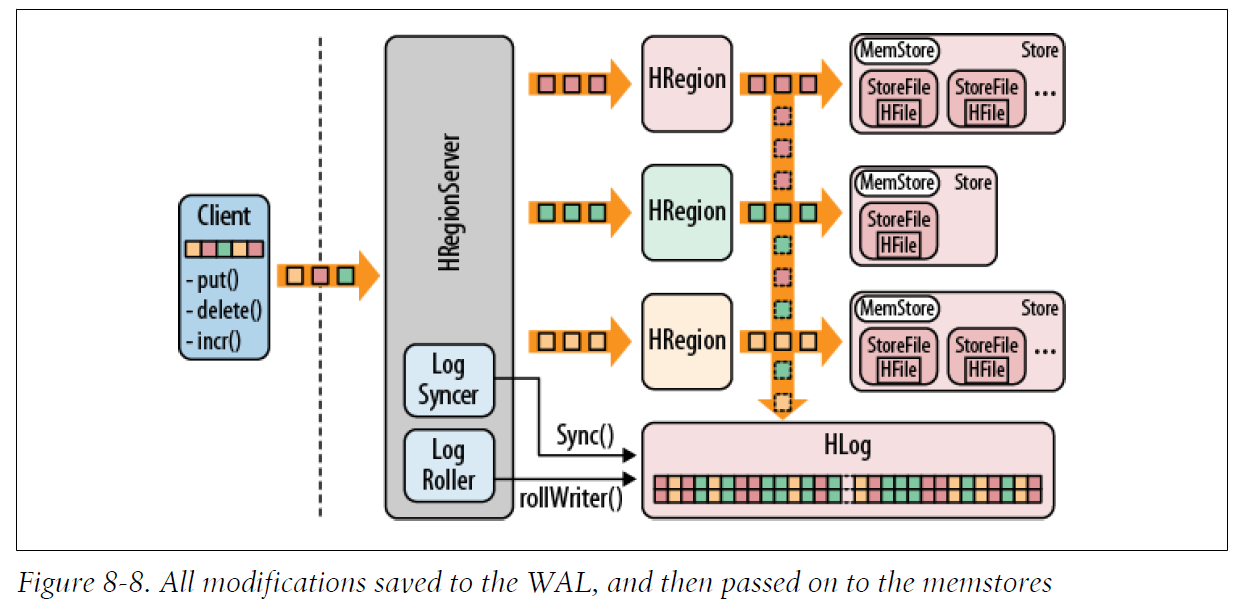 Client
- put()
- delete()
- incr()
HRegionServer
Log
Syncer
Log
Roller
Sync()
rollWriter()
HRegion
MemStore
Store
StoreFile
HFile
StoreFile
HFile
...
HRegion
MemStore
Store
StoreFile
HFile
HRegion
MemStore
Store
StoreFile
HFile
StoreFile
HFile
...
HLog
Figure 8-8. All modifications saved to the WAL, and then passed on to the memstores